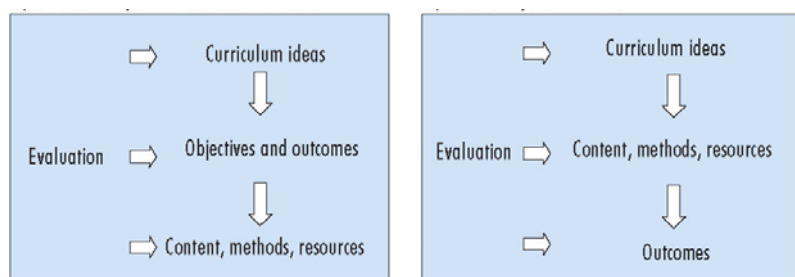 Curriculum ideas
Evaluation
Objectives and outcomes
Content, methods, resources
Curriculum ideas
Evaluation
Content, methods, resources
Outcomes